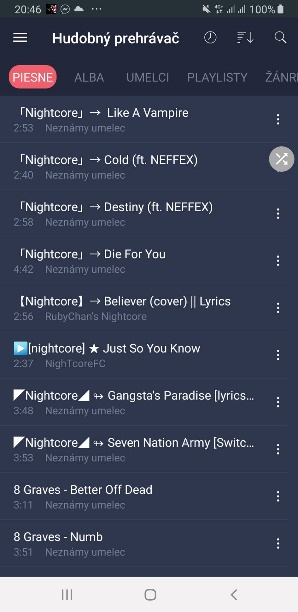 20:46 100%
Hudobný prehrávač
PIESNE ALBA UMELCI PLAYLISTY ŽÁNR
「Nightcore」→ Like A Vampire
2:53 Neznámy umelec
「Nightcore」→ Cold (ft. NEFFEX)
2:40 Neznámy umelec
「Nightcore」→ Destiny (ft. NEFFEX)
2:58 Neznámy umelec
「Nightcore」→ Die For You
4:42 Neznámy umelec
【Nightcore】→ Believer (cover) || Lyrics
2:56 RubyChan's Nightcore
▶️[nightcore] ★ Just So You Know
2:37 NighTcoreFC
◤Nightcore◢ ↬ Gangsta's Paradise [lyrics...
3:48 Neznámy umelec
◤Nightcore◢ ↬ Seven Nation Army [Switc...
3:53 Neznámy umelec
8 Graves - Better Off Dead
3:11 Neznámy umelec
8 Graves - Numb
3:51 Neznámy umelec